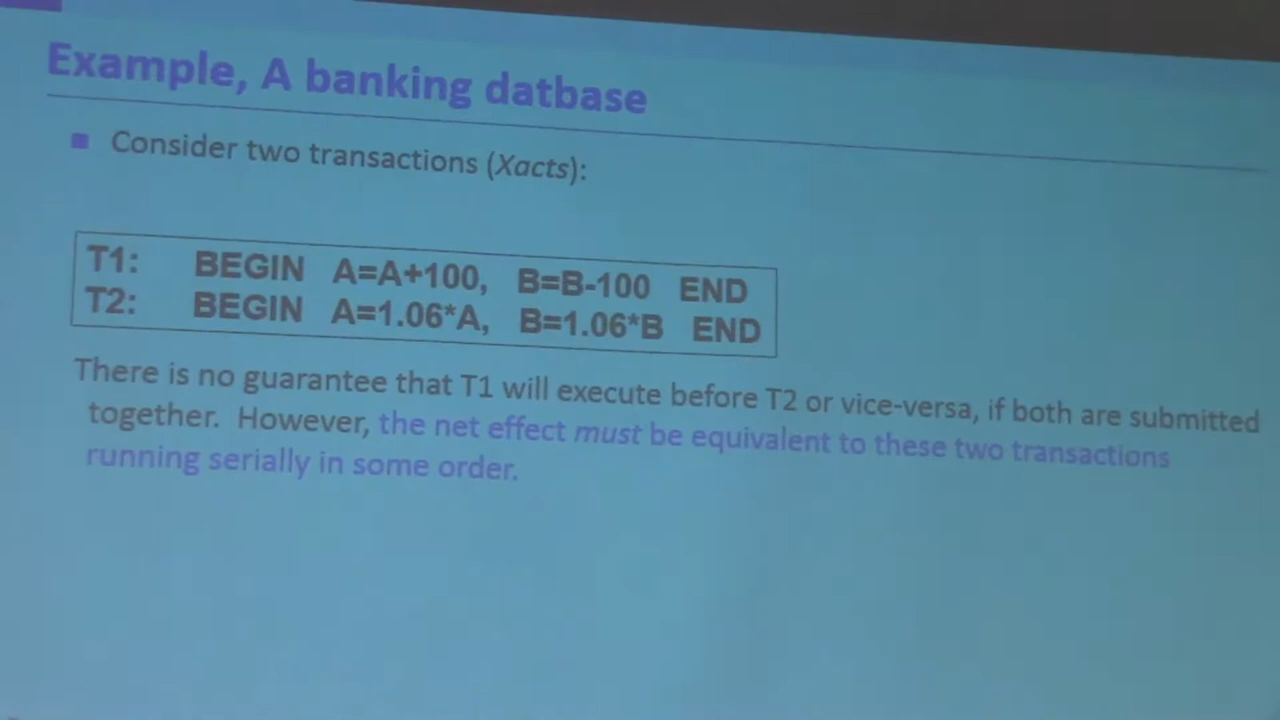 Example, A banking datbase
Consider two transactions (Xacts):
T1: BEGIN A=A+100, B=B-100 END
T2: BEGIN A=1.06*A, B=1.06*B END
There is no guarantee that T1 will execute before T2 or vice-versa, if both are submitted
together. However, the net effect must be equivalent to these two transactions
running serially in some order.